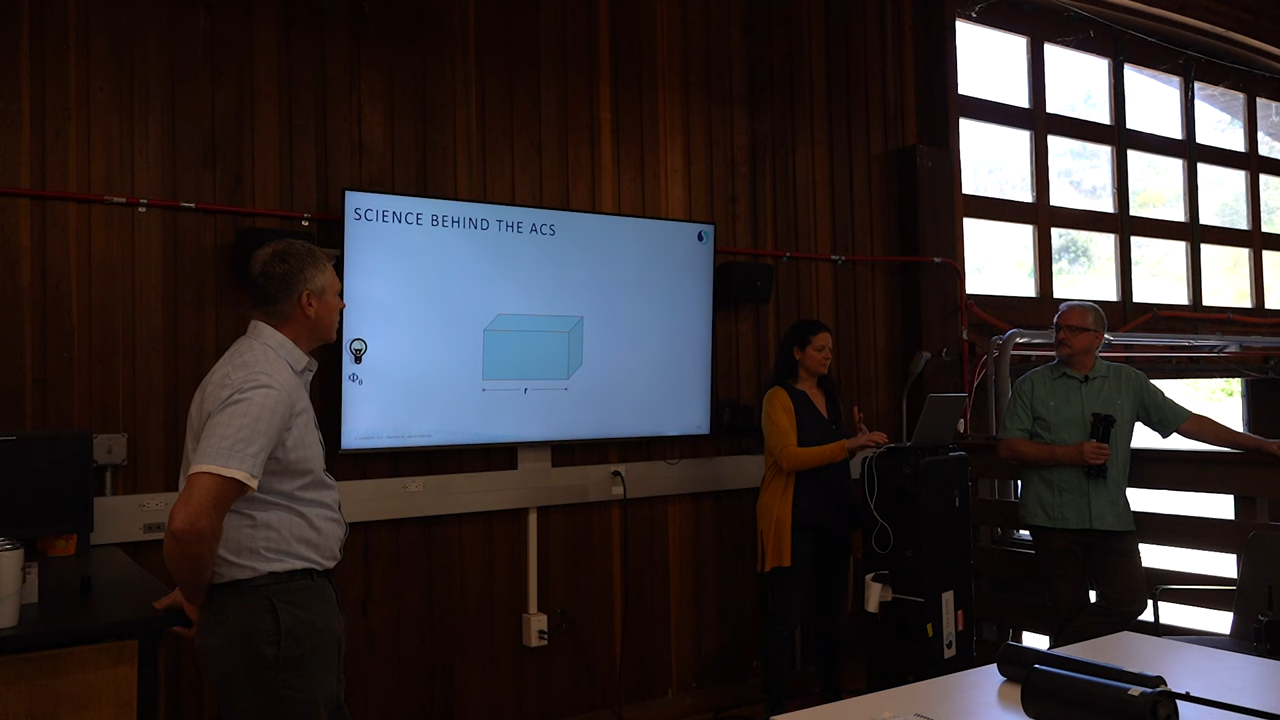 SCIENCE BEHIND THE ACS
Φ₀
r